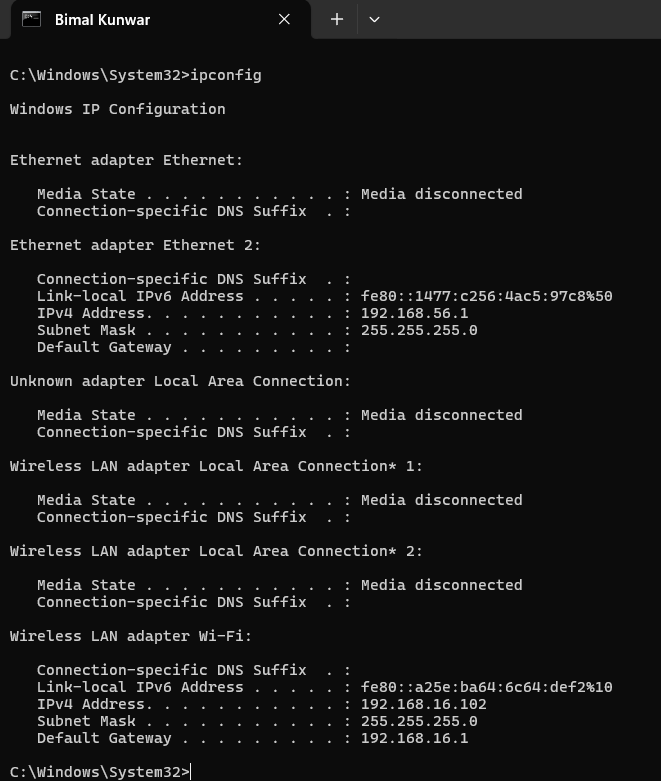 Bimal Kunwar
C:\Windows\System32>ipconfig
Windows IP Configuration
Ethernet adapter Ethernet:
   Media State . . . . . . . . . . . : Media disconnected
   Connection-specific DNS Suffix  . :
Ethernet adapter Ethernet 2:
   Connection-specific DNS Suffix  . :
   Link-local IPv6 Address . . . . . : fe80::1477:c256:4ac5:97c8%50
   IPv4 Address. . . . . . . . . . . : 192.168.56.1
   Subnet Mask . . . . . . . . . . . : 255.255.255.0
   Default Gateway . . . . . . . . . :
Unknown adapter Local Area Connection:
   Media State . . . . . . . . . . . : Media disconnected
   Connection-specific DNS Suffix  . :
Wireless LAN adapter Local Area Connection* 1:
   Media State . . . . . . . . . . . : Media disconnected
   Connection-specific DNS Suffix  . :
Wireless LAN adapter Local Area Connection* 2:
   Media State . . . . . . . . . . . : Media disconnected
   Connection-specific DNS Suffix  . :
Wireless LAN adapter Wi-Fi:
   Connection-specific DNS Suffix  . :
   Link-local IPv6 Address . . . . . : fe80::a25e:ba64:6c64:def2%10
   IPv4 Address. . . . . . . . . . . : 192.168.16.102
   Subnet Mask . . . . . . . . . . . : 255.255.255.0
   Default Gateway . . . . . . . . . : 192.168.16.1
C:\Windows\System32>